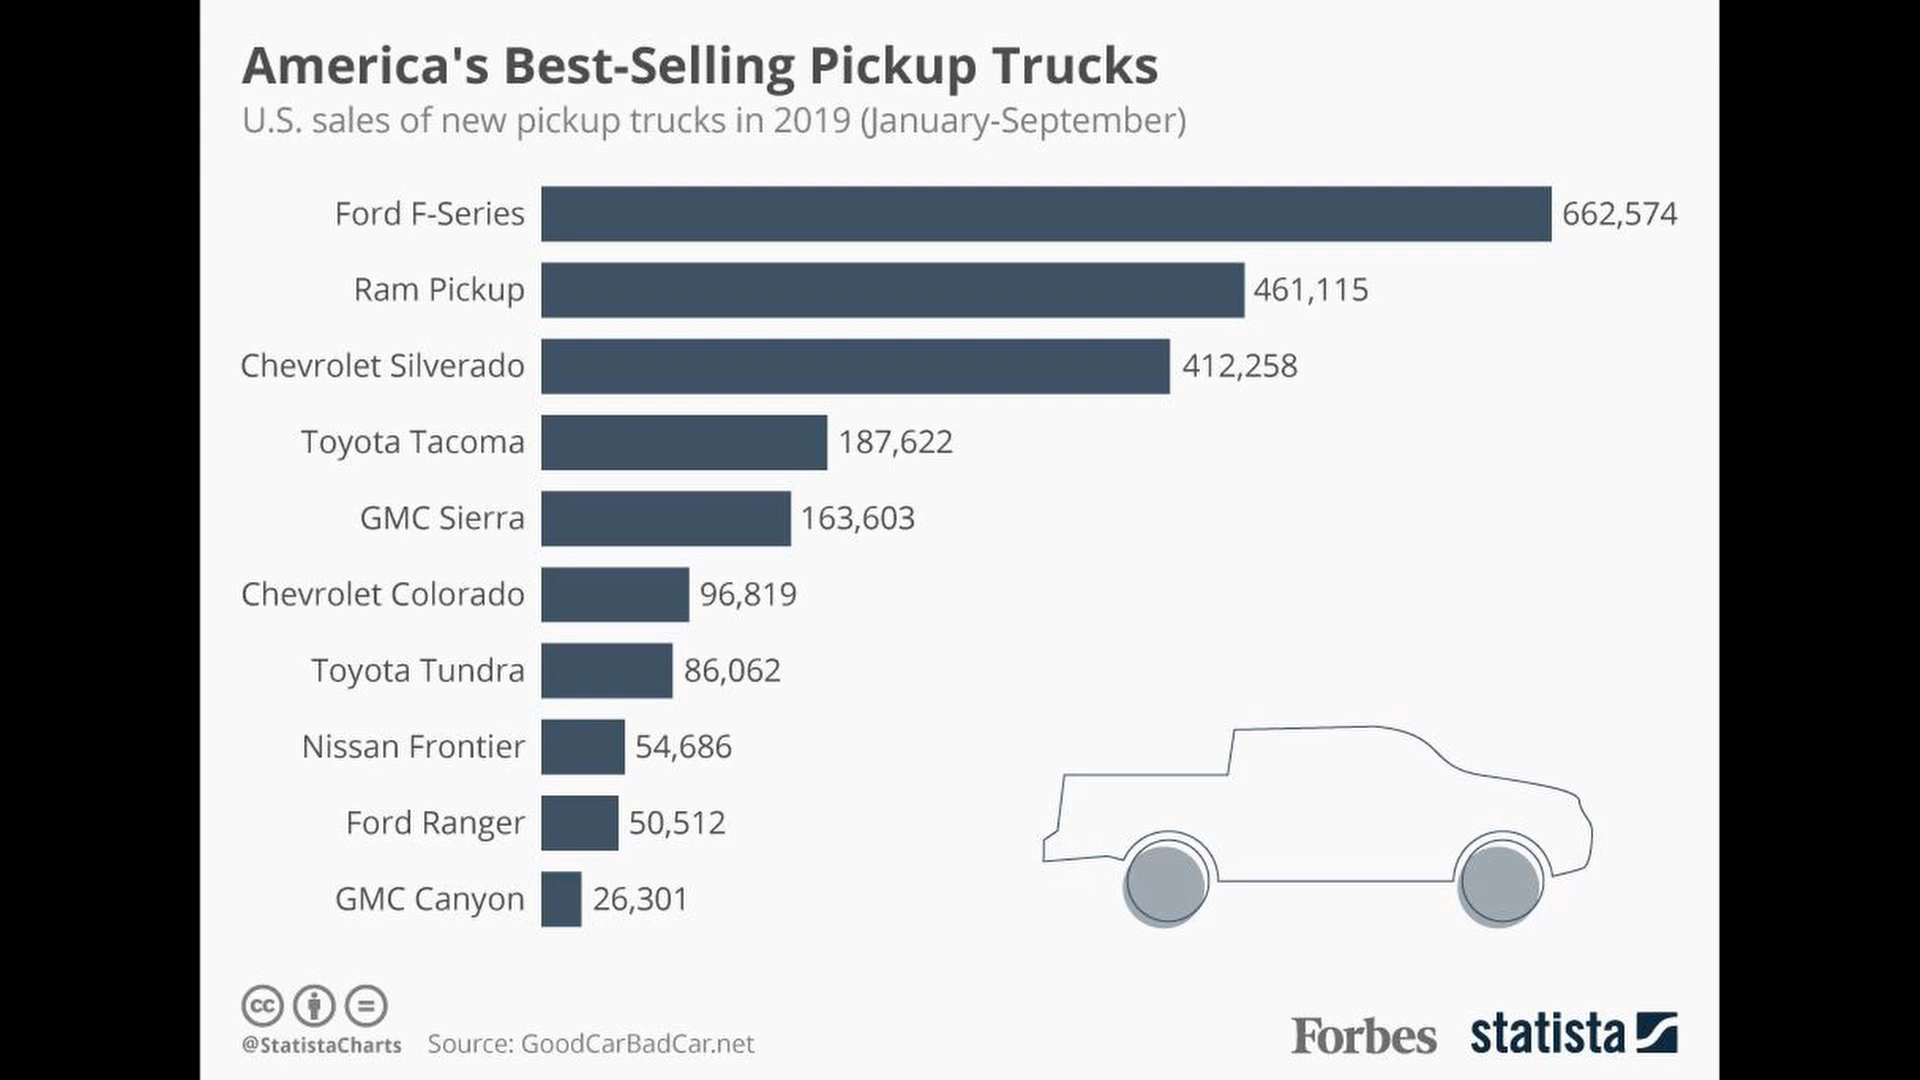 America's Best-Selling Pickup Trucks
U.S. sales of new pickup trucks in 2019 (January-September)
Ford F-Series 662,574
Ram Pickup 461,115
Chevrolet Silverado 412,258
Toyota Tacoma 187,622
GMC Sierra 163,603
Chevrolet Colorado 96,819
Toyota Tundra 86,062
Nissan Frontier 54,686
Ford Ranger 50,512
GMC Canyon 26,301
cc
@StatistaCharts Source: GoodCarBadCar.net
Forbes statista